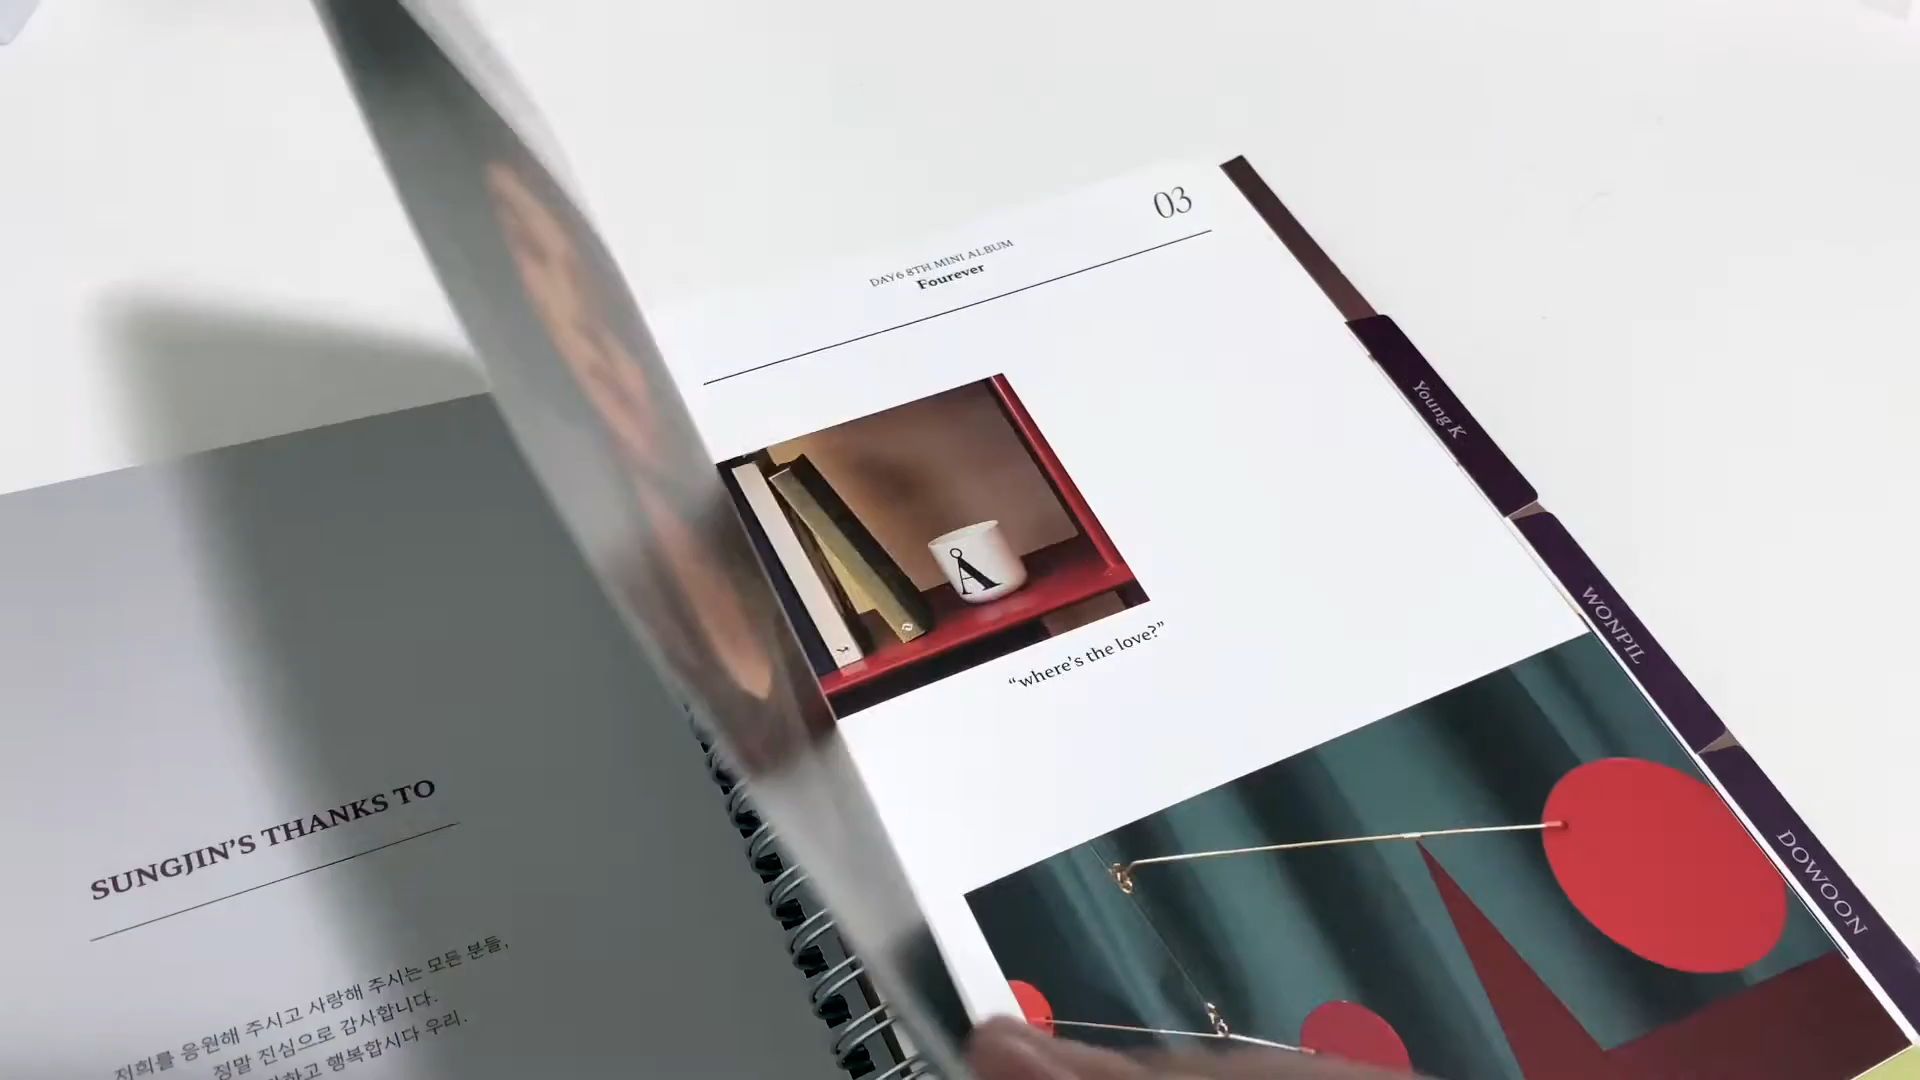 SUNGJIN'S THANKS TO
저희를 응원해 주시고 사랑해 주시는 모든 분들,
정말 진심으로 감사합니다.
행복합시다 우리.
03
DAY6 8TH MINI ALBUM
Fourever
Å
"where's the love?"
Young K
WONPIL
DOWOON